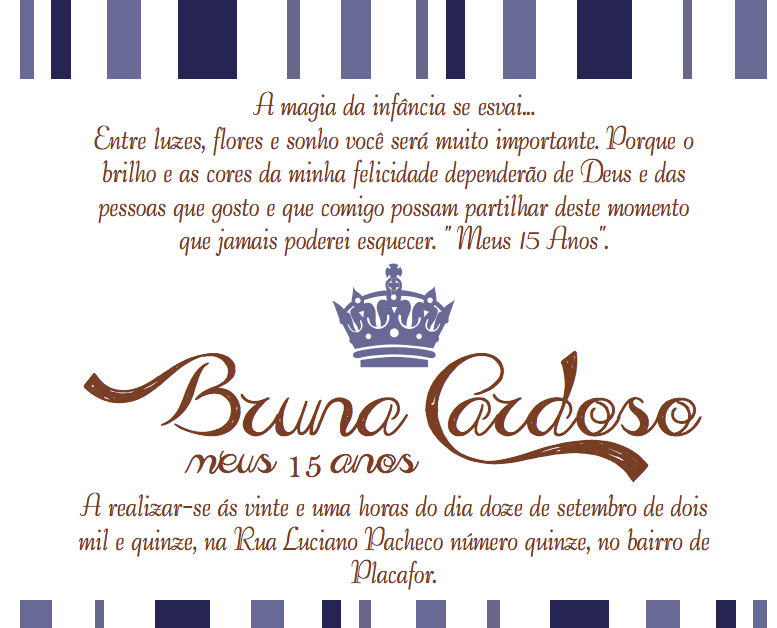 A magia da infância se esvai...
Entre luzes, flores e sonho você será muito importante. Porque o
brilho e as cores da minha felicidade dependerão de Deus e das
pessoas que gosto e que comigo possam partilhar deste momento
que jamais poderei esquecer. " Meus 15 Anos".
Bruna Cardoso
meus 15 anos
A realizar-se ás vinte e uma horas do dia doze de setembro de dois
mil e quinze, na Rua Luciano Pacheco número quinze, no bairro de
Placafor.